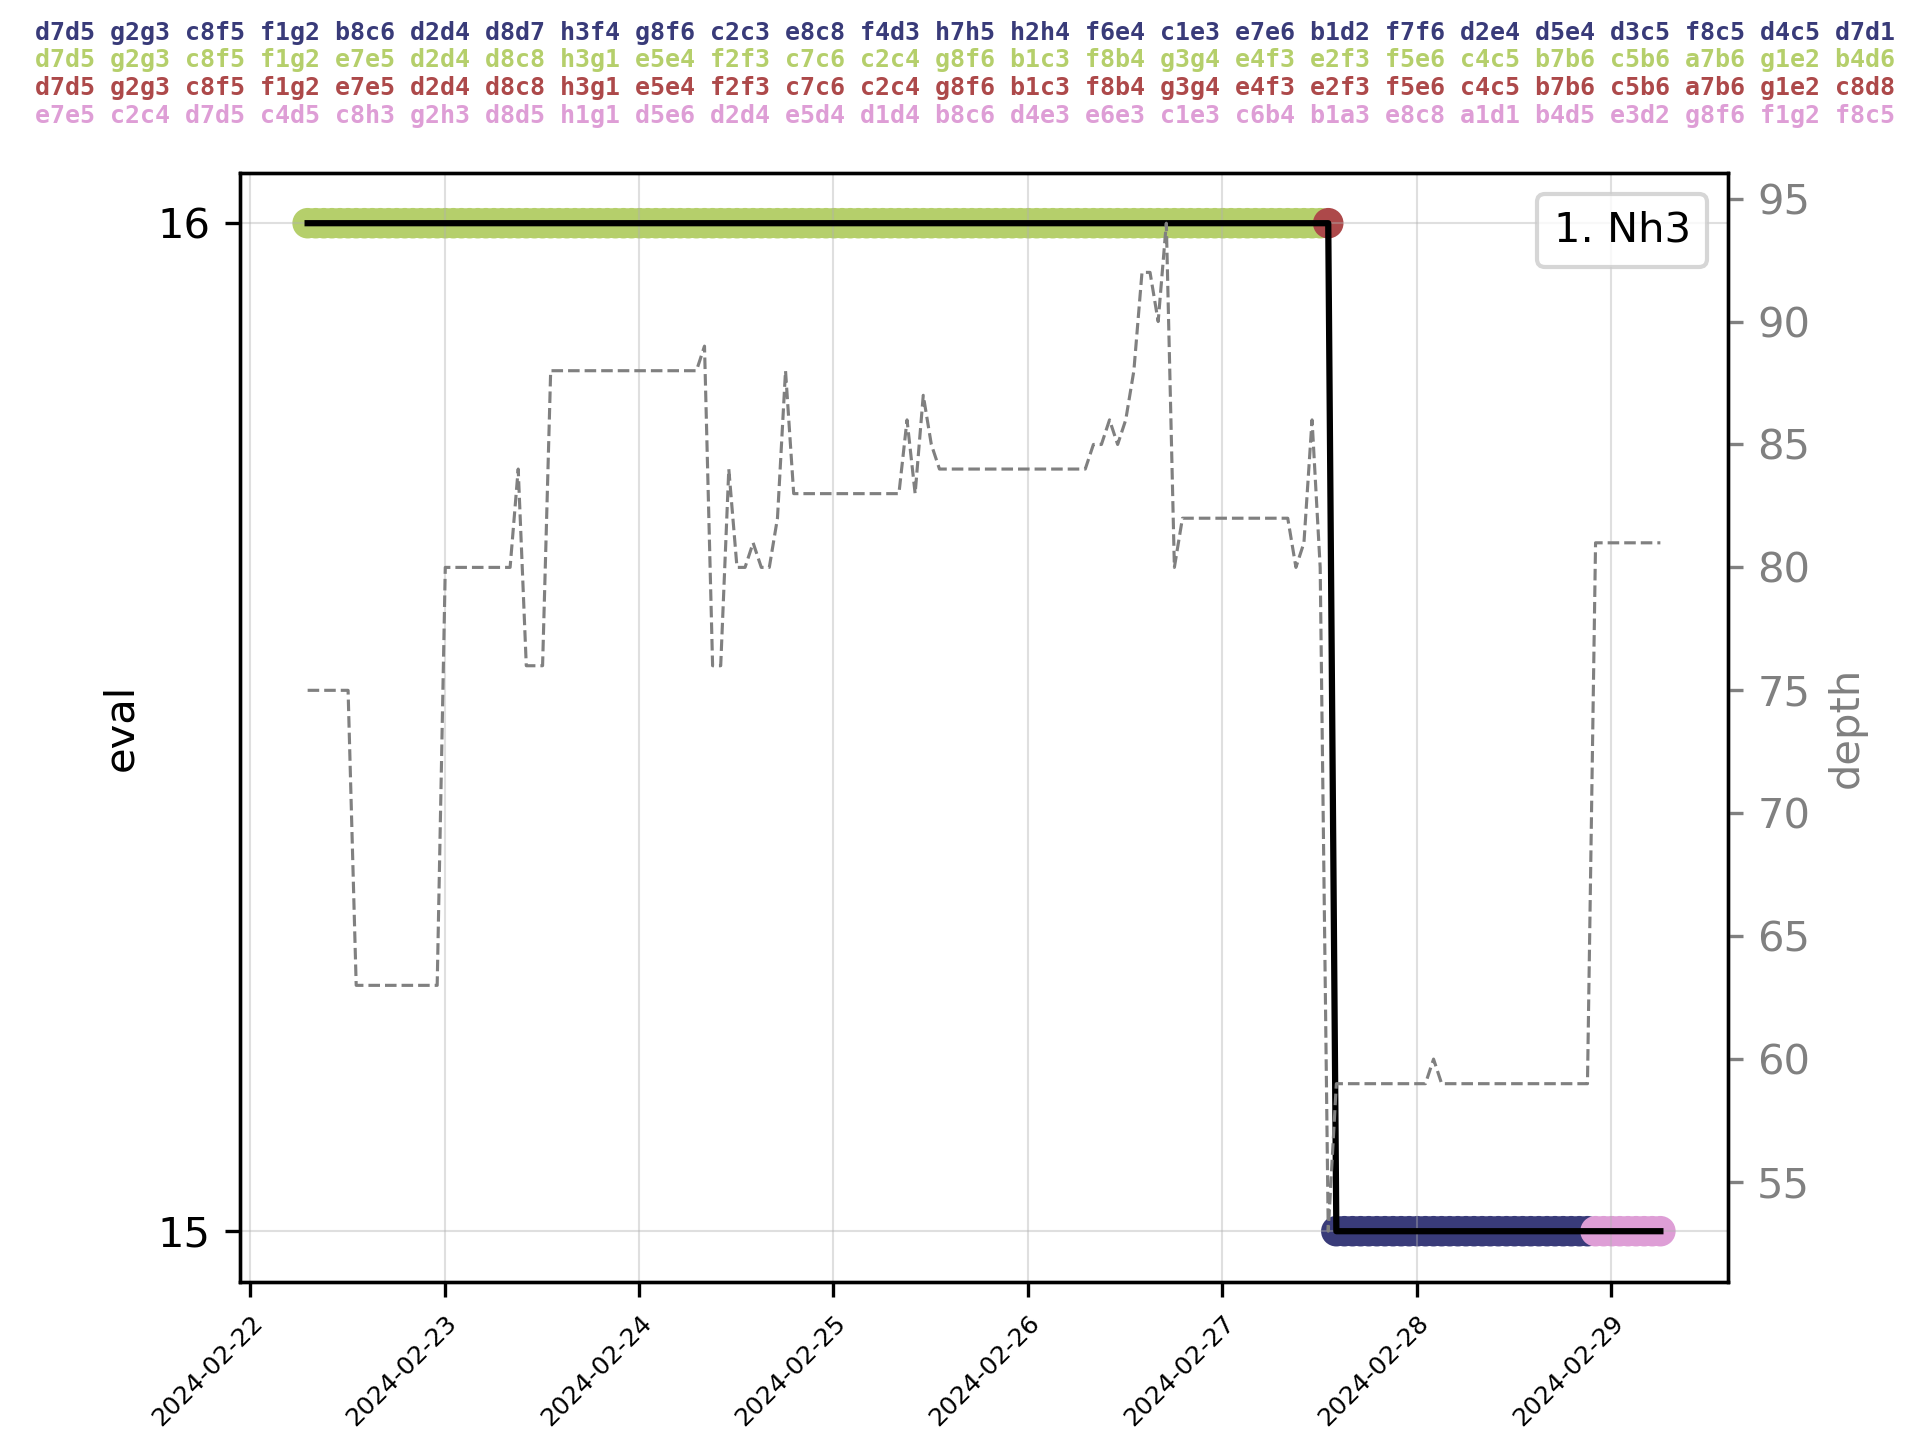 d7d5 g2g3 c8f5 f1g2 b8c6 d2d4 d8d7 h3f4 g8f6 c2c3 e8c8 f4d3 h7h5 h2h4 f6e4 c1e3 e7e6 b1d2 f7f6 d2e4 d5e4 d3c5 f8c5 d4c5 d7d1
d7d5 g2g3 c8f5 f1g2 e7e5 d2d4 d8c8 h3g1 e5e4 f2f3 c7c6 c2c4 g8f6 b1c3 f8b4 g3g4 e4f3 e2f3 f5e6 c4c5 b7b6 c5b6 a7b6 g1e2 b4d6
d7d5 g2g3 c8f5 f1g2 e7e5 d2d4 d8c8 h3g1 e5e4 f2f3 c7c6 c2c4 g8f6 b1c3 f8b4 g3g4 e4f3 e2f3 f5e6 c4c5 b7b6 c5b6 a7b6 g1e2 c8d8
e7e5 c2c4 d7d5 c4d5 c8h3 g2h3 d8d5 h1g1 d5e6 d2d4 e5d4 d1d4 b8c6 d4e3 e6e3 c1e3 c6b4 b1a3 e8c8 a1d1 b4d5 e3d2 g8f6 f1g2 f8c5
1. Nh3
16
15
eval
95
90
85
80
75
70
65
60
55
depth
2024-02-22
2024-02-23
2024-02-24
2024-02-25
2024-02-26
2024-02-27
2024-02-28
2024-02-29